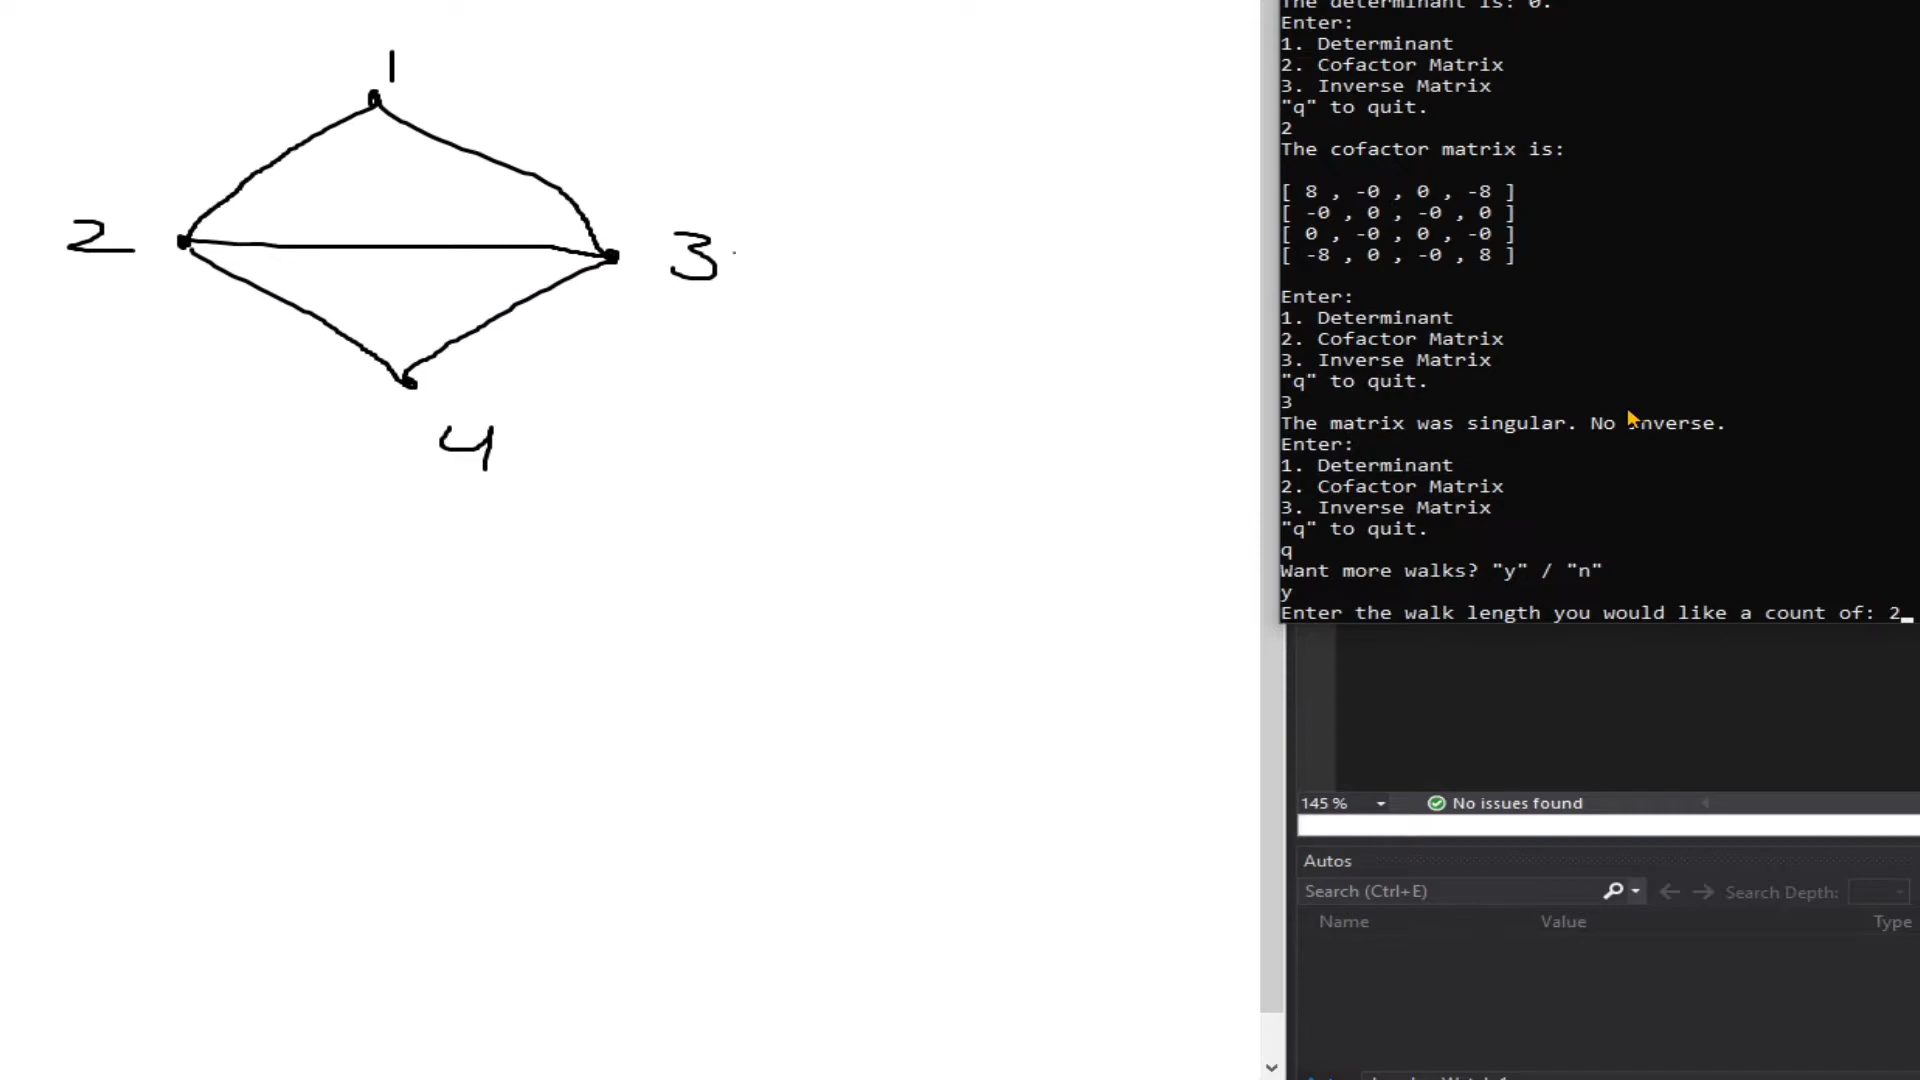 1
2
3
4
The determinant is: 0.
Enter:
1. Determinant
2. Cofactor Matrix
3. Inverse Matrix
"q" to quit.
2
The cofactor matrix is:
[ 8 , -0 , 0 , -8 ]
[ -0 , 0 , -0 , 0 ]
[ 0 , -0 , 0 , -0 ]
[ -8 , 0 , -0 , 8 ]
Enter:
1. Determinant
2. Cofactor Matrix
3. Inverse Matrix
"q" to quit.
3
The matrix was singular. No inverse.
Enter:
1. Determinant
2. Cofactor Matrix
3. Inverse Matrix
"q" to quit.
q
Want more walks? "y" / "n"
y
Enter the walk length you would like a count of: 2
145 %
No issues found
Autos
Search (Ctrl+E)
Search Depth:
Name Value Type